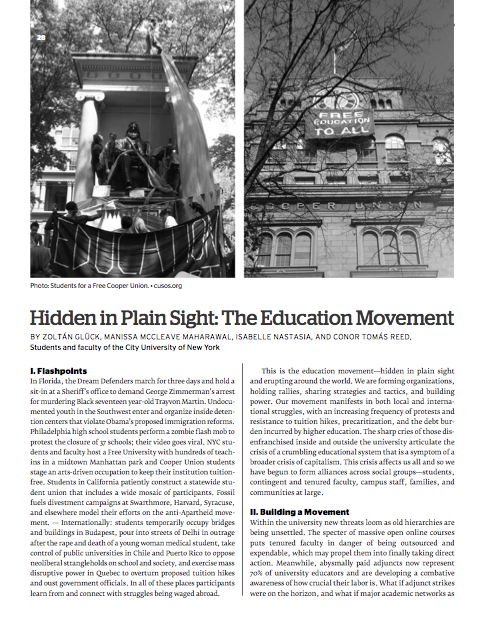 28
FREE
EDUCATION
TO ALL
COOPER UNION
Photo: Students for a Free Cooper Union. • cusos.org
Hidden in Plain Sight: The Education Movement
BY ZOLTÁN GLÜCK, MANISSA MCCLEAVE MAHARAWAL, ISABELLE NASTASIA, AND CONOR TOMÁS REED,
Students and faculty of the City University of New York
I. Flashpoints
In Florida, the Dream Defenders march for three days and hold a
sit-in at a Sheriff's office to demand George Zimmerman's arrest
for murdering Black seventeen year-old Trayvon Martin. Undocu-
mented youth in the Southwest enter and organize inside deten-
tion centers that violate Obama's proposed immigration reforms.
Philadelphia high school students perform a zombie flash mob to
protest the closure of 37 schools; their video goes viral. NYC stu-
dents and faculty host a Free University with hundreds of teach-
ins in a midtown Manhattan park and Cooper Union students
stage an arts-driven occupation to keep their institution tuition-
free. Students in California patiently construct a statewide stu-
dent union that includes a wide mosaic of participants. Fossil
fuels divestment campaigns at Swarthmore, Harvard, Syracuse,
and elsewhere model their efforts on the anti-Apartheid move-
ment. — Internationally: students temporarily occupy bridges
and buildings in Budapest, pour into streets of Delhi in outrage
after the rape and death of a young woman medical student, take
control of public universities in Chile and Puerto Rico to oppose
neoliberal strangleholds on school and society, and exercise mass
disruptive power in Quebec to overturn proposed tuition hikes
and oust government officials. In all of these places participants
learn from and connect with struggles being waged abroad.
This is the education movement—hidden in plain sight
and erupting around the world. We are forming organizations,
holding rallies, sharing strategies and tactics, and building
power. Our movement manifests in both local and interna-
tional struggles, with an increasing frequency of protests and
resistance to tuition hikes, precaritization, and the debt bur-
den incurred by higher education. The sharp cries of those dis-
enfranchised inside and outside the university articulate the
crisis of a crumbling educational system that is a symptom of a
broader crisis of capitalism. This crisis affects us all and so we
have begun to form alliances across social groups—students,
contingent and tenured faculty, campus staff, families, and
communities at large.
II. Building a Movement
Within the university new threats loom as old hierarchies are
being unsettled. The specter of massive open online courses
puts tenured faculty in danger of being outsourced and
expendable, which may propel them into finally taking direct
action. Meanwhile, abysmally paid adjuncts now represent
70% of university educators and are developing a combative
awareness of how crucial their labor is. What if adjunct strikes
were on the horizon, and what if major academic networks as